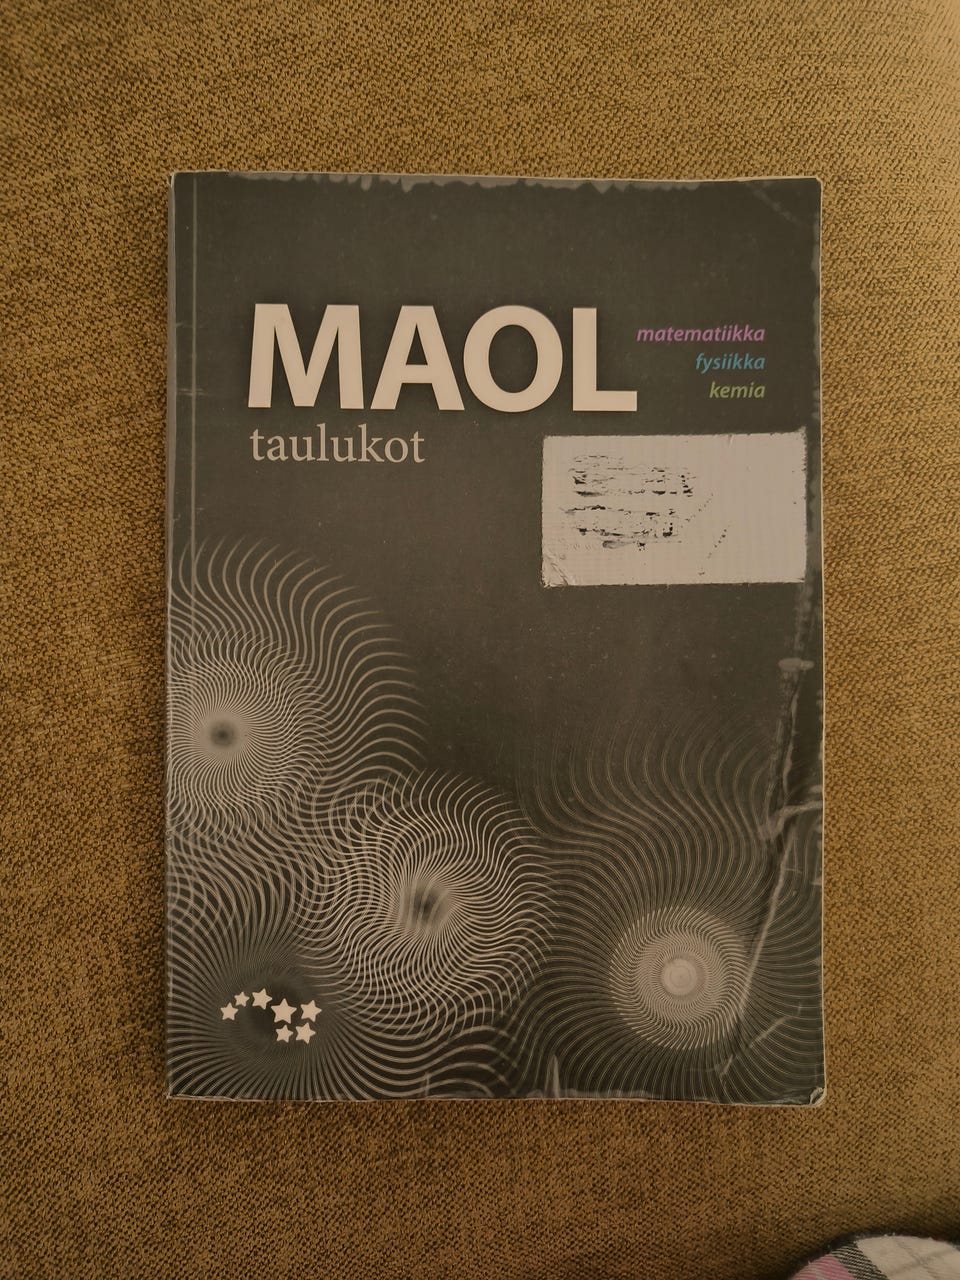 MAOL
matematiikka
fysiikka
kemia
taulukot